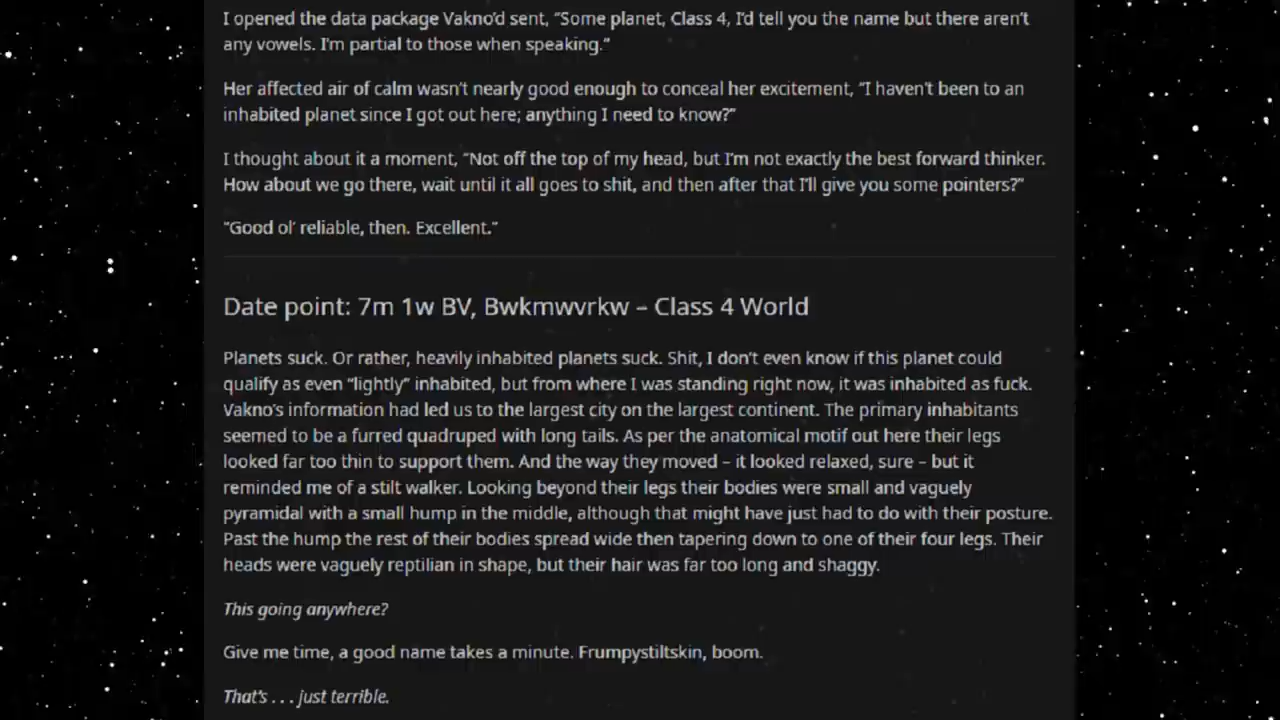 I opened the data package Vakno’d sent, “Some planet, Class 4, I’d tell you the name but there aren’t
any vowels. I’m partial to those when speaking.”
Her affected air of calm wasn’t nearly good enough to conceal her excitement, “I haven’t been to an
inhabited planet since I got out here; anything I need to know?”
I thought about it a moment, “Not off the top of my head, but I’m not exactly the best forward thinker.
How about we go there, wait until it all goes to shit, and then after that I’ll give you some pointers?”
“Good ol’ reliable, then. Excellent.”
Date point: 7m 1w BV, Bwkmwvrkw – Class 4 World
Planets suck. Or rather, heavily inhabited planets suck. Shit, I don’t even know if this planet could
qualify as even “lightly” inhabited, but from where I was standing right now, it was inhabited as fuck.
Vakno’s information had led us to the largest city on the largest continent. The primary inhabitants
seemed to be a furred quadruped with long tails. As per the anatomical motif out here their legs
looked far too thin to support them. And the way they moved – it looked relaxed, sure – but it
reminded me of a stilt walker. Looking beyond their legs their bodies were small and vaguely
pyramidal with a small hump in the middle, although that might have just had to do with their posture.
Past the hump the rest of their bodies spread wide then tapering down to one of their four legs. Their
heads were vaguely reptilian in shape, but their hair was far too long and shaggy.
This going anywhere?
Give me time, a good name takes a minute. Frumpystiltskin, boom.
That’s . . . just terrible.